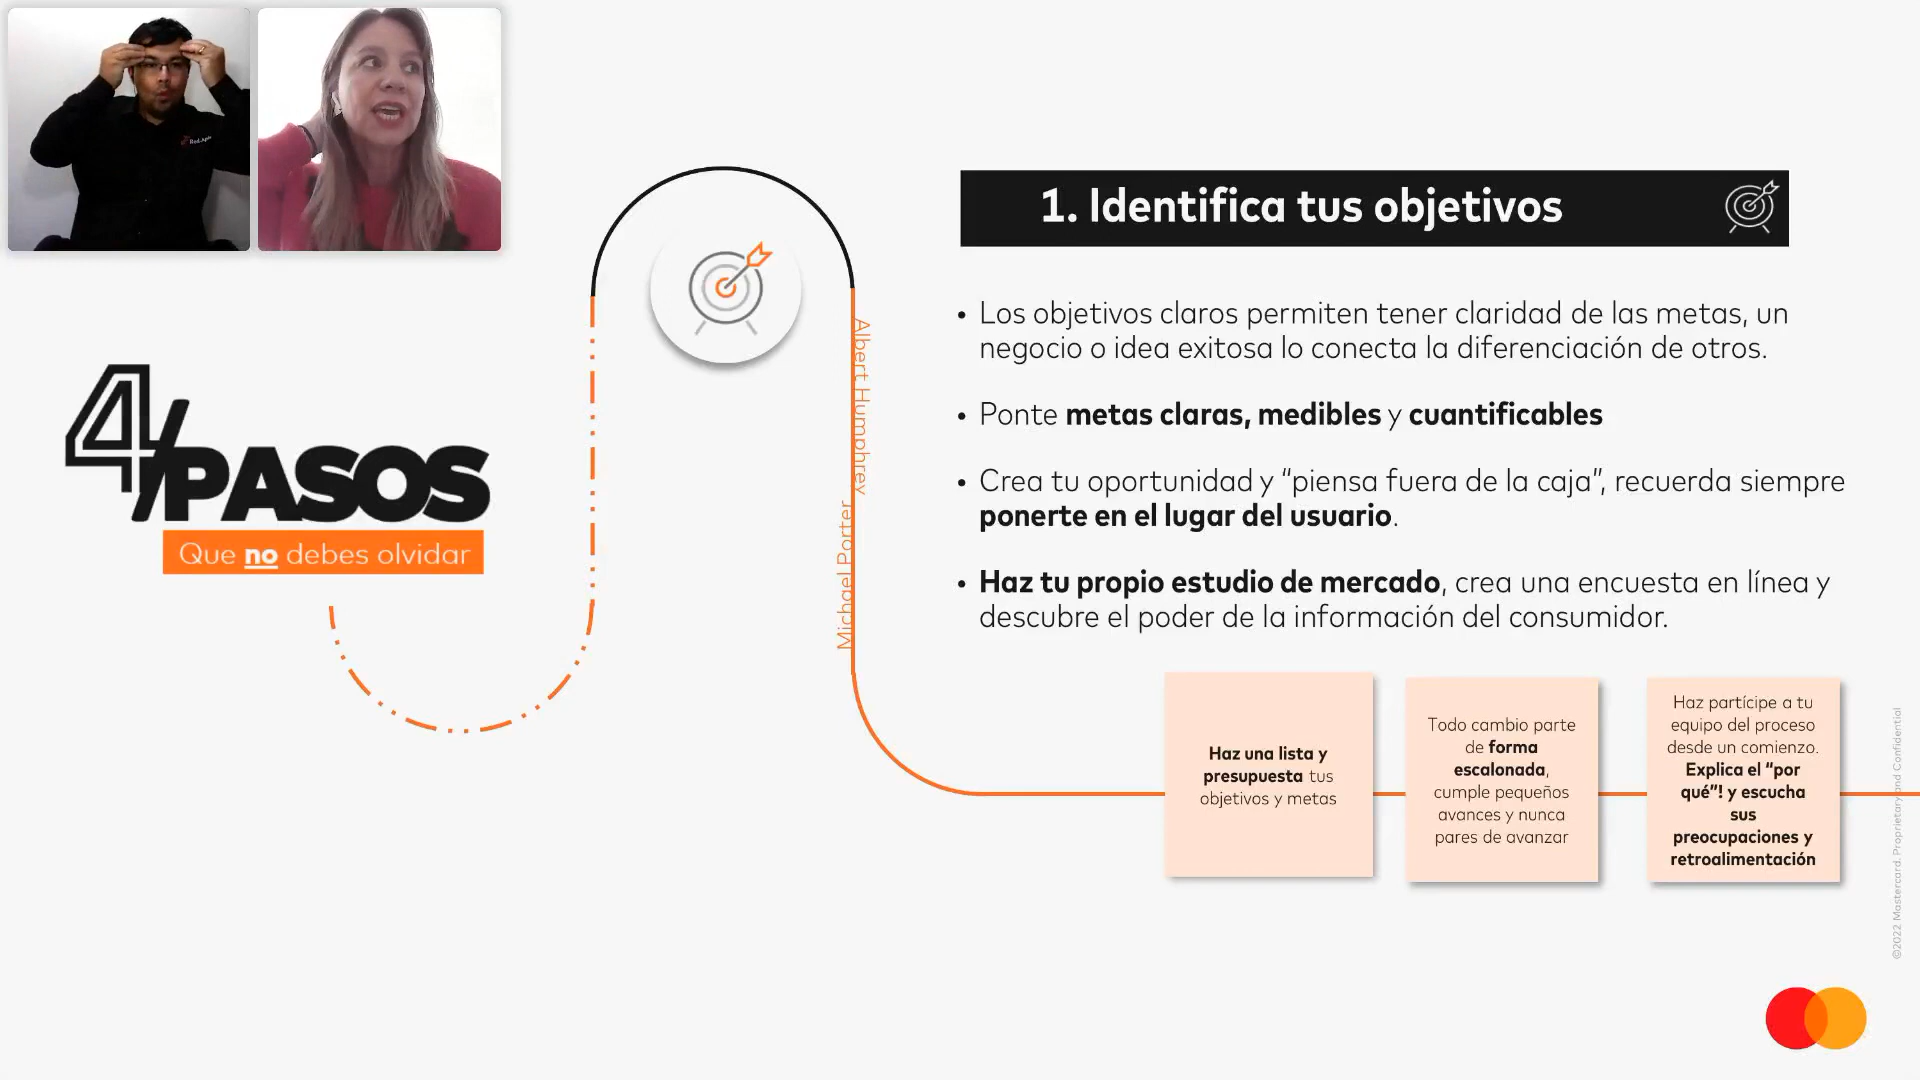 4/PASOS
Que no debes olvidar
Albert Humphrey
Michael Porter
1. Identifica tus objetivos
• Los objetivos claros permiten tener claridad de las metas, un
negocio o idea exitosa lo conecta la diferenciación de otros.
• Ponte metas claras, medibles y cuantificables
• Crea tu oportunidad y “piensa fuera de la caja”, recuerda siempre
ponerte en el lugar del usuario.
• Haz tu propio estudio de mercado, crea una encuesta en línea y
descubre el poder de la información del consumidor.
Haz una lista y
presupuesta tus
objetivos y metas
Todo cambio parte
de forma
escalonada,
cumple pequeños
avances y nunca
pares de avanzar
Haz partícipe a tu
equipo del proceso
desde un comienzo.
Explica el “por
qué”! y escucha
sus
preocupaciones y
retroalimentación
©2022 Mastercard. Proprietary and Confidential